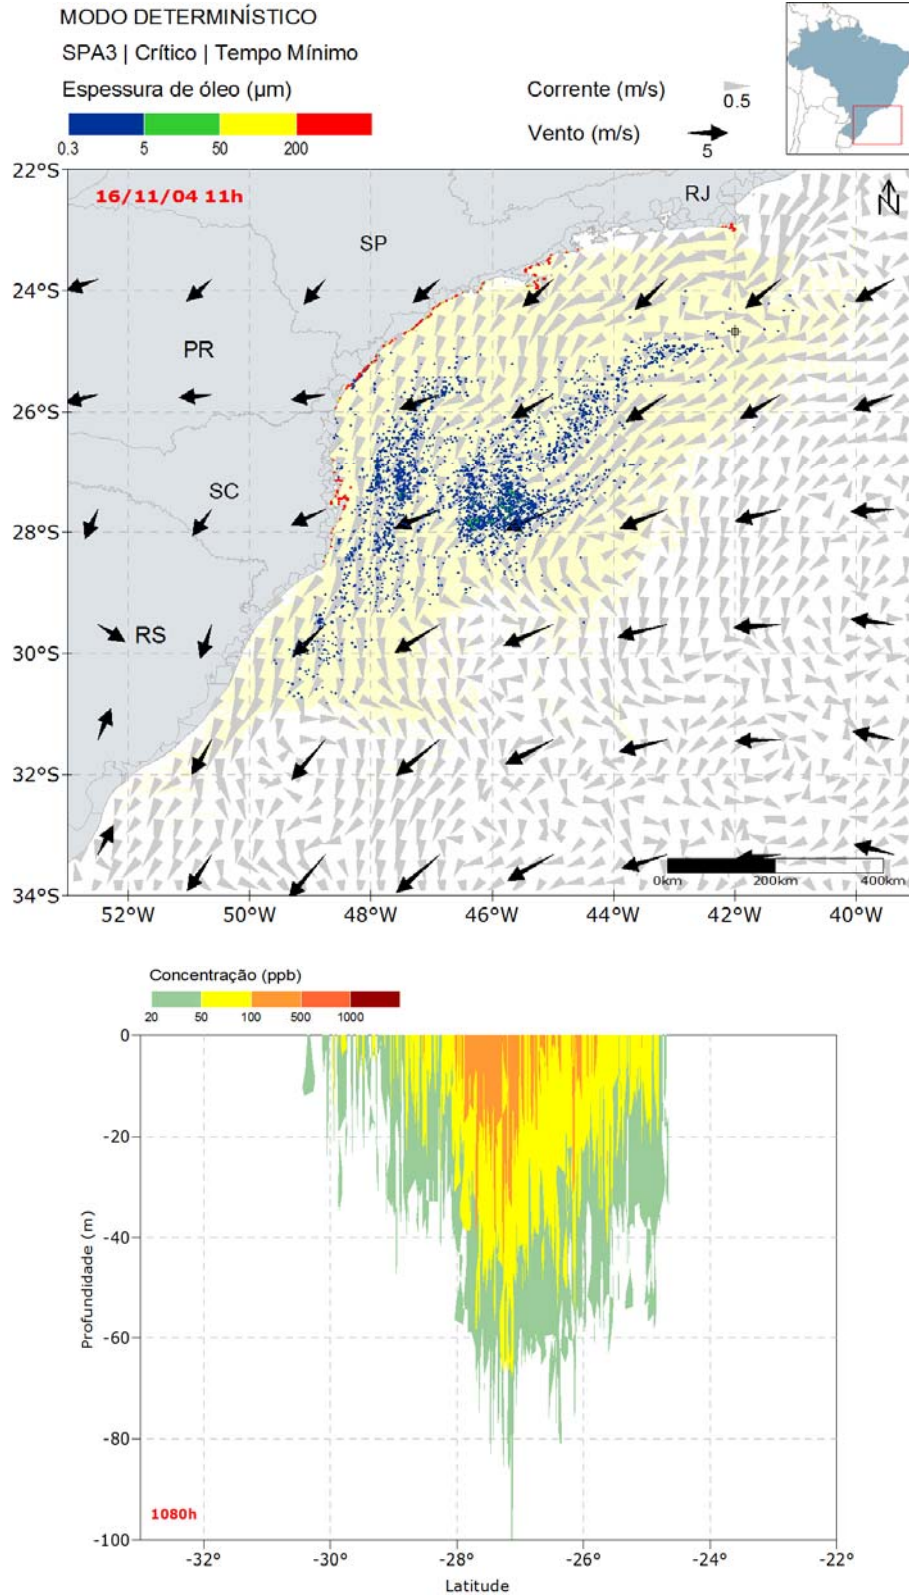 MODO DETERMINÍSTICO
SPA3 | Crítico | Tempo Mínimo
Espessura de óleo (µm)
0.3 5 50 200
Corrente (m/s)
0.5
Vento (m/s)
5
22°S
24°S
26°S
28°S
30°S
32°S
34°S
16/11/04 11h
RJ
N
SP
PR
SC
RS
0km 200km 400km
52°W 50°W 48°W 46°W 44°W 42°W 40°W
Concentração (ppb)
20 50 100 500 1000
0
-20
-40
-60
-80
-100
Profundidade (m)
1080h
-32° -30° -28° -26° -24° -22°
Latitude